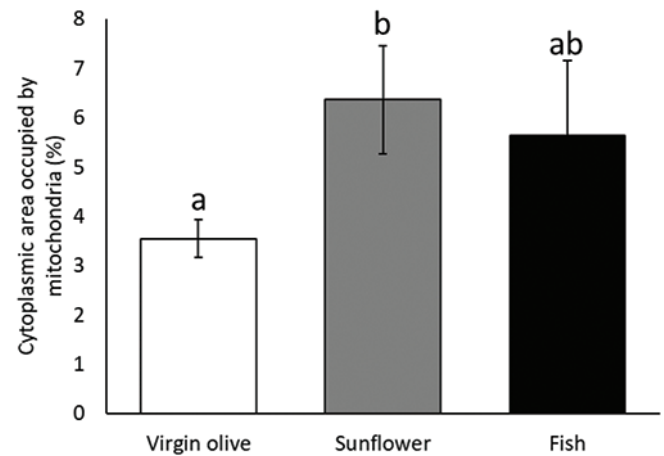 Cytoplasmic area occupied by
mitochondria (%)
8
7
6
5
4
3
2
1
0
a
b
ab
Virgin olive
Sunflower
Fish